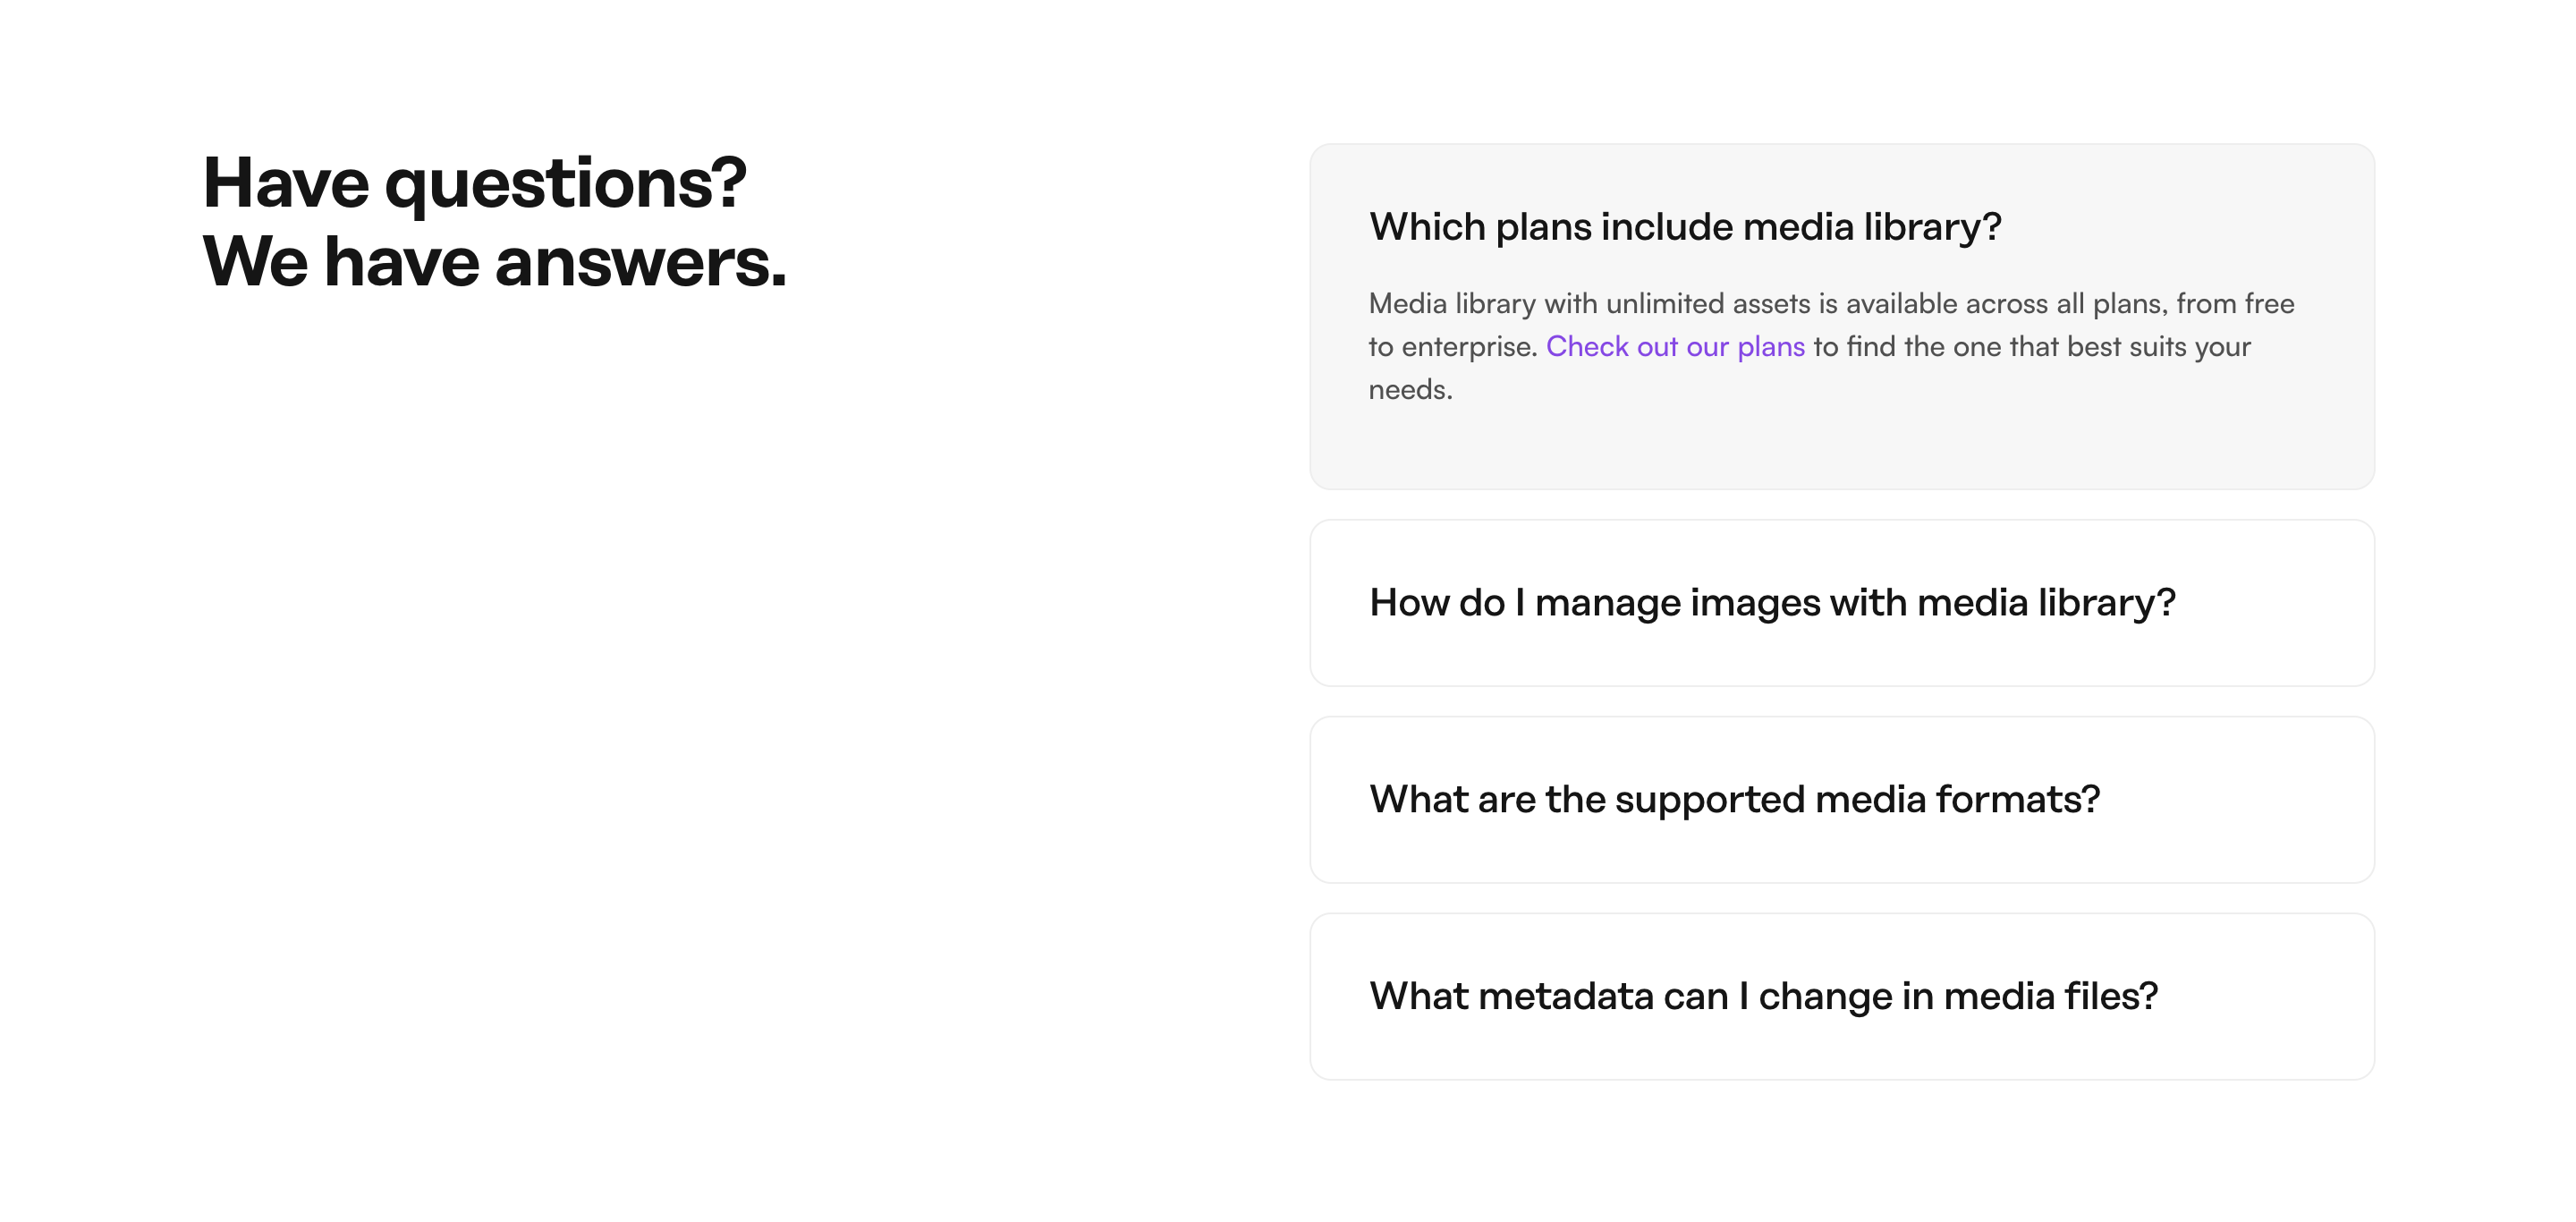 Have questions?
We have answers.
Which plans include media library?
Media library with unlimited assets is available across all plans, from free
to enterprise. Check out our plans to find the one that best suits your
needs.
How do I manage images with media library?
What are the supported media formats?
What metadata can I change in media files?